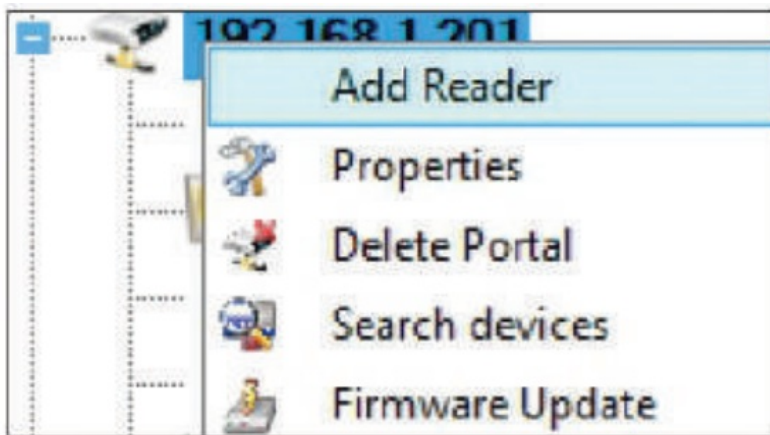 192.168.1.201
Add Reader
Properties
Delete Portal
Search devices
Firmware Update